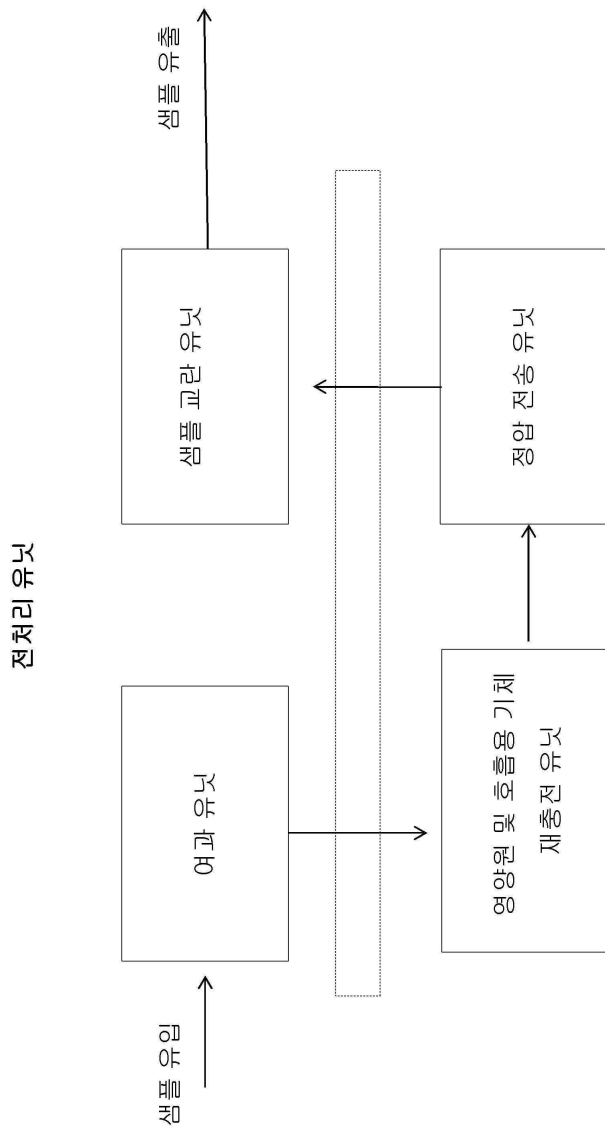 전처리 유닛
샘플 유입
여과 유닛
영양원 및 호흡용 기체
재충전 유닛
정압 전송 유닛
샘플 교란 유닛
샘플 유출